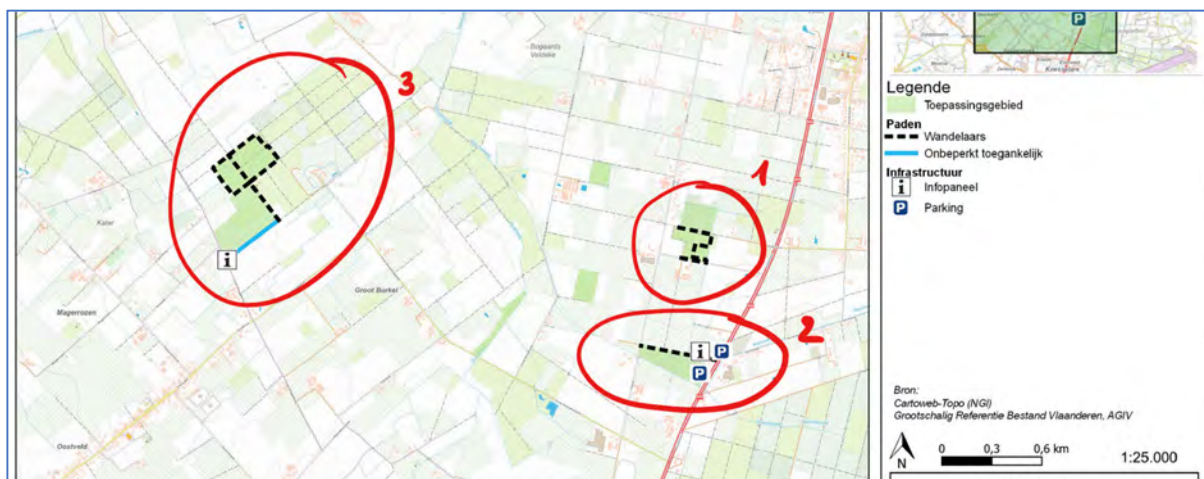 Bogaards
Veldeke
3
1
2
Kater
Magerrozen
Groot Burkel
Oostveld
i
i
P
P
P
Legende
Toepassingsgebied
Paden
Wandelaars
Onbeperkt toegankelijk
Infrastructuur
i Infopaneel
P Parking
Bron:
Cartoweb-Topo (NGI)
Grootschalig Referentie Bestand Vlaanderen, AGIV
N
0 0,3 0,6 km
1:25.000